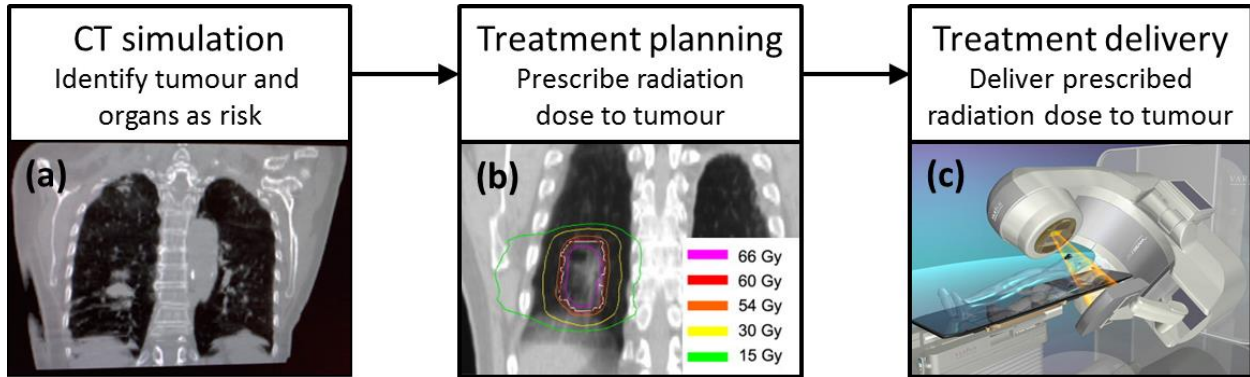 CT simulation
Identify tumour and
organs as risk
(a)
Treatment planning
Prescribe radiation
dose to tumour
(b)
66 Gy
60 Gy
54 Gy
30 Gy
15 Gy
Treatment delivery
Deliver prescribed
radiation dose to tumour
(c)